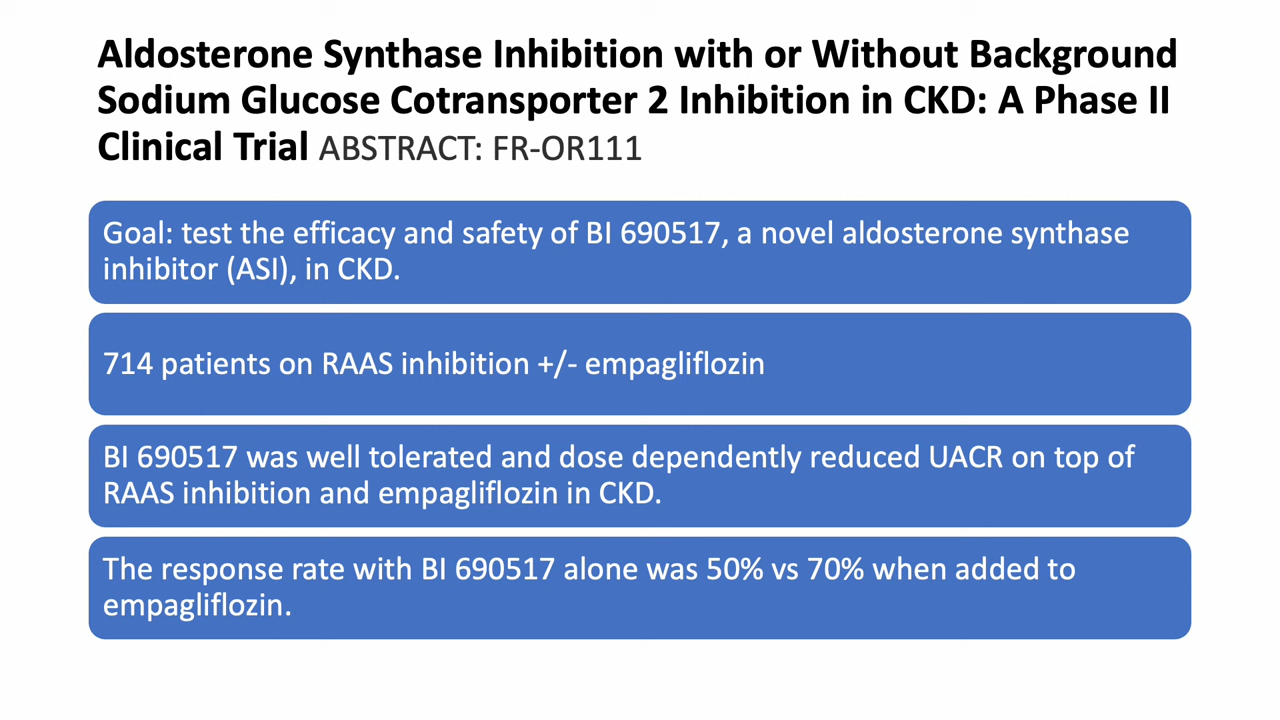 Aldosterone Synthase Inhibition with or Without Background
Sodium Glucose Cotransporter 2 Inhibition in CKD: A Phase II
Clinical Trial ABSTRACT: FR-OR111
Goal: test the efficacy and safety of BI 690517, a novel aldosterone synthase
inhibitor (ASI), in CKD.
714 patients on RAAS inhibition +/- empagliflozin
BI 690517 was well tolerated and dose dependently reduced UACR on top of
RAAS inhibition and empagliflozin in CKD.
The response rate with BI 690517 alone was 50% vs 70% when added to
empagliflozin.